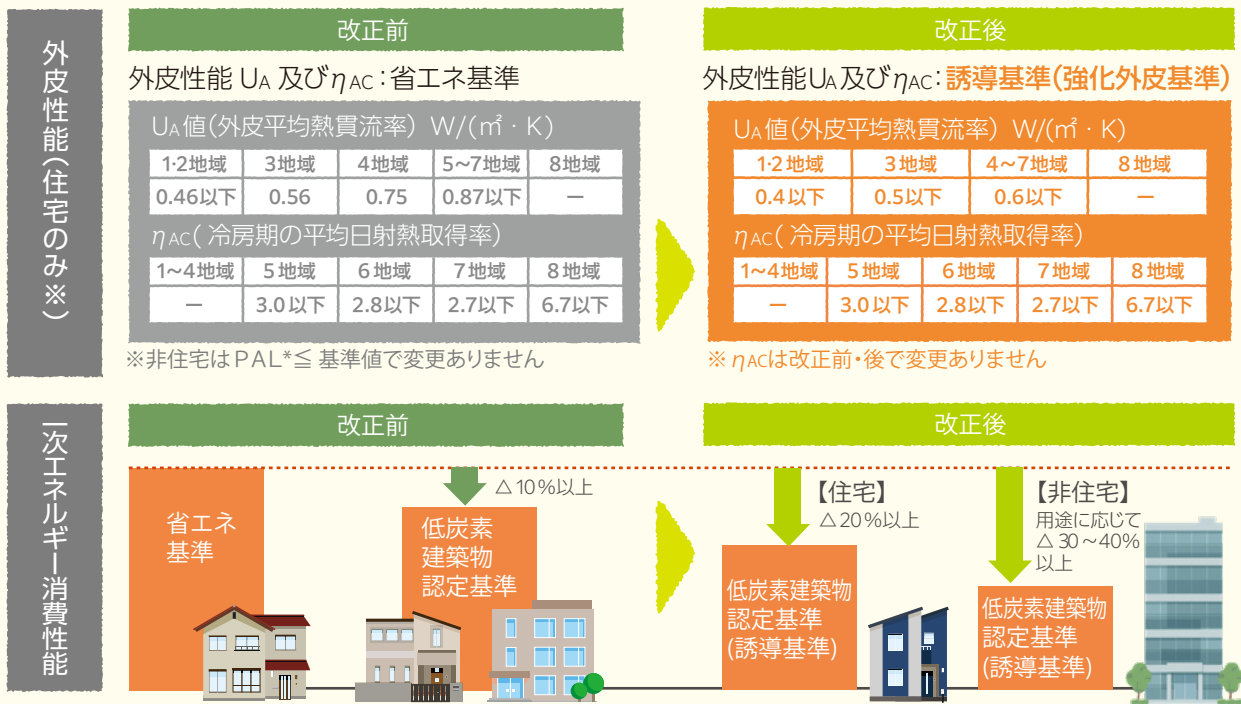 外皮性能(住宅のみ※)
改正前
外皮性能 UA 及びηAC:省エネ基準
UA値(外皮平均熱貫流率) W/(㎡・K)
1・2地域 3地域 4地域 5~7地域 8地域
0.46以下 0.56 0.75 0.87以下 ー
ηAC( 冷房期の平均日射熱取得率)
1~4地域 5地域 6地域 7地域 8地域
ー 3.0以下 2.8以下 2.7以下 6.7以下
※非住宅はPAL*≦ 基準値で変更ありません
改正後
外皮性能UA及びηAC:誘導基準(強化外皮基準)
UA値(外皮平均熱貫流率) W/(㎡・K)
1・2地域 3地域 4~7地域 8地域
0.4以下 0.5以下 0.6以下 ー
ηAC( 冷房期の平均日射熱取得率)
1~4地域 5地域 6地域 7地域 8地域
ー 3.0以下 2.8以下 2.7以下 6.7以下
※ηACは改正前・後で変更ありません
一次エネルギー消費性能
改正前
省エネ
基準
△10%以上
低炭素
建築物
認定基準
改正後
【住宅】
△20%以上
低炭素建築物
認定基準
(誘導基準)
【非住宅】
用途に応じて
△30~40%
以上
低炭素建築物
認定基準
(誘導基準)